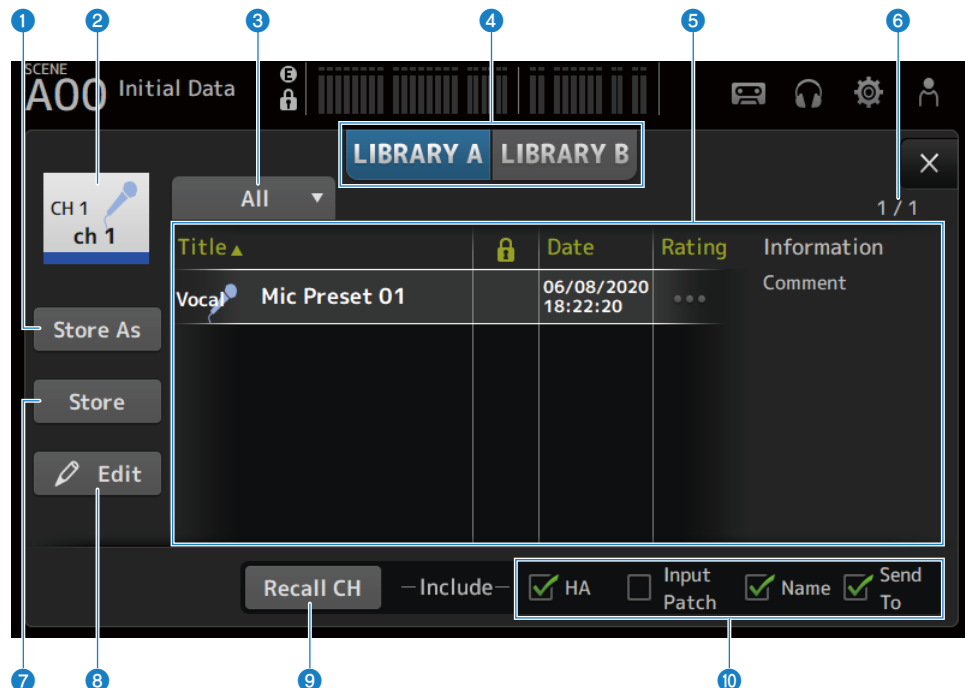 1 2 3 4 5 6
SCENE
A00 Initial Data
E
LIBRARY A LIBRARY B
CH 1
ch 1
All
1 / 1
Title Date Rating Information
Vocal Mic Preset 01 06/08/2020
18:22:20
Comment
Store As
Store
Edit
Recall CH —Include— HA Input
Patch Name Send
To
7 8 9 10